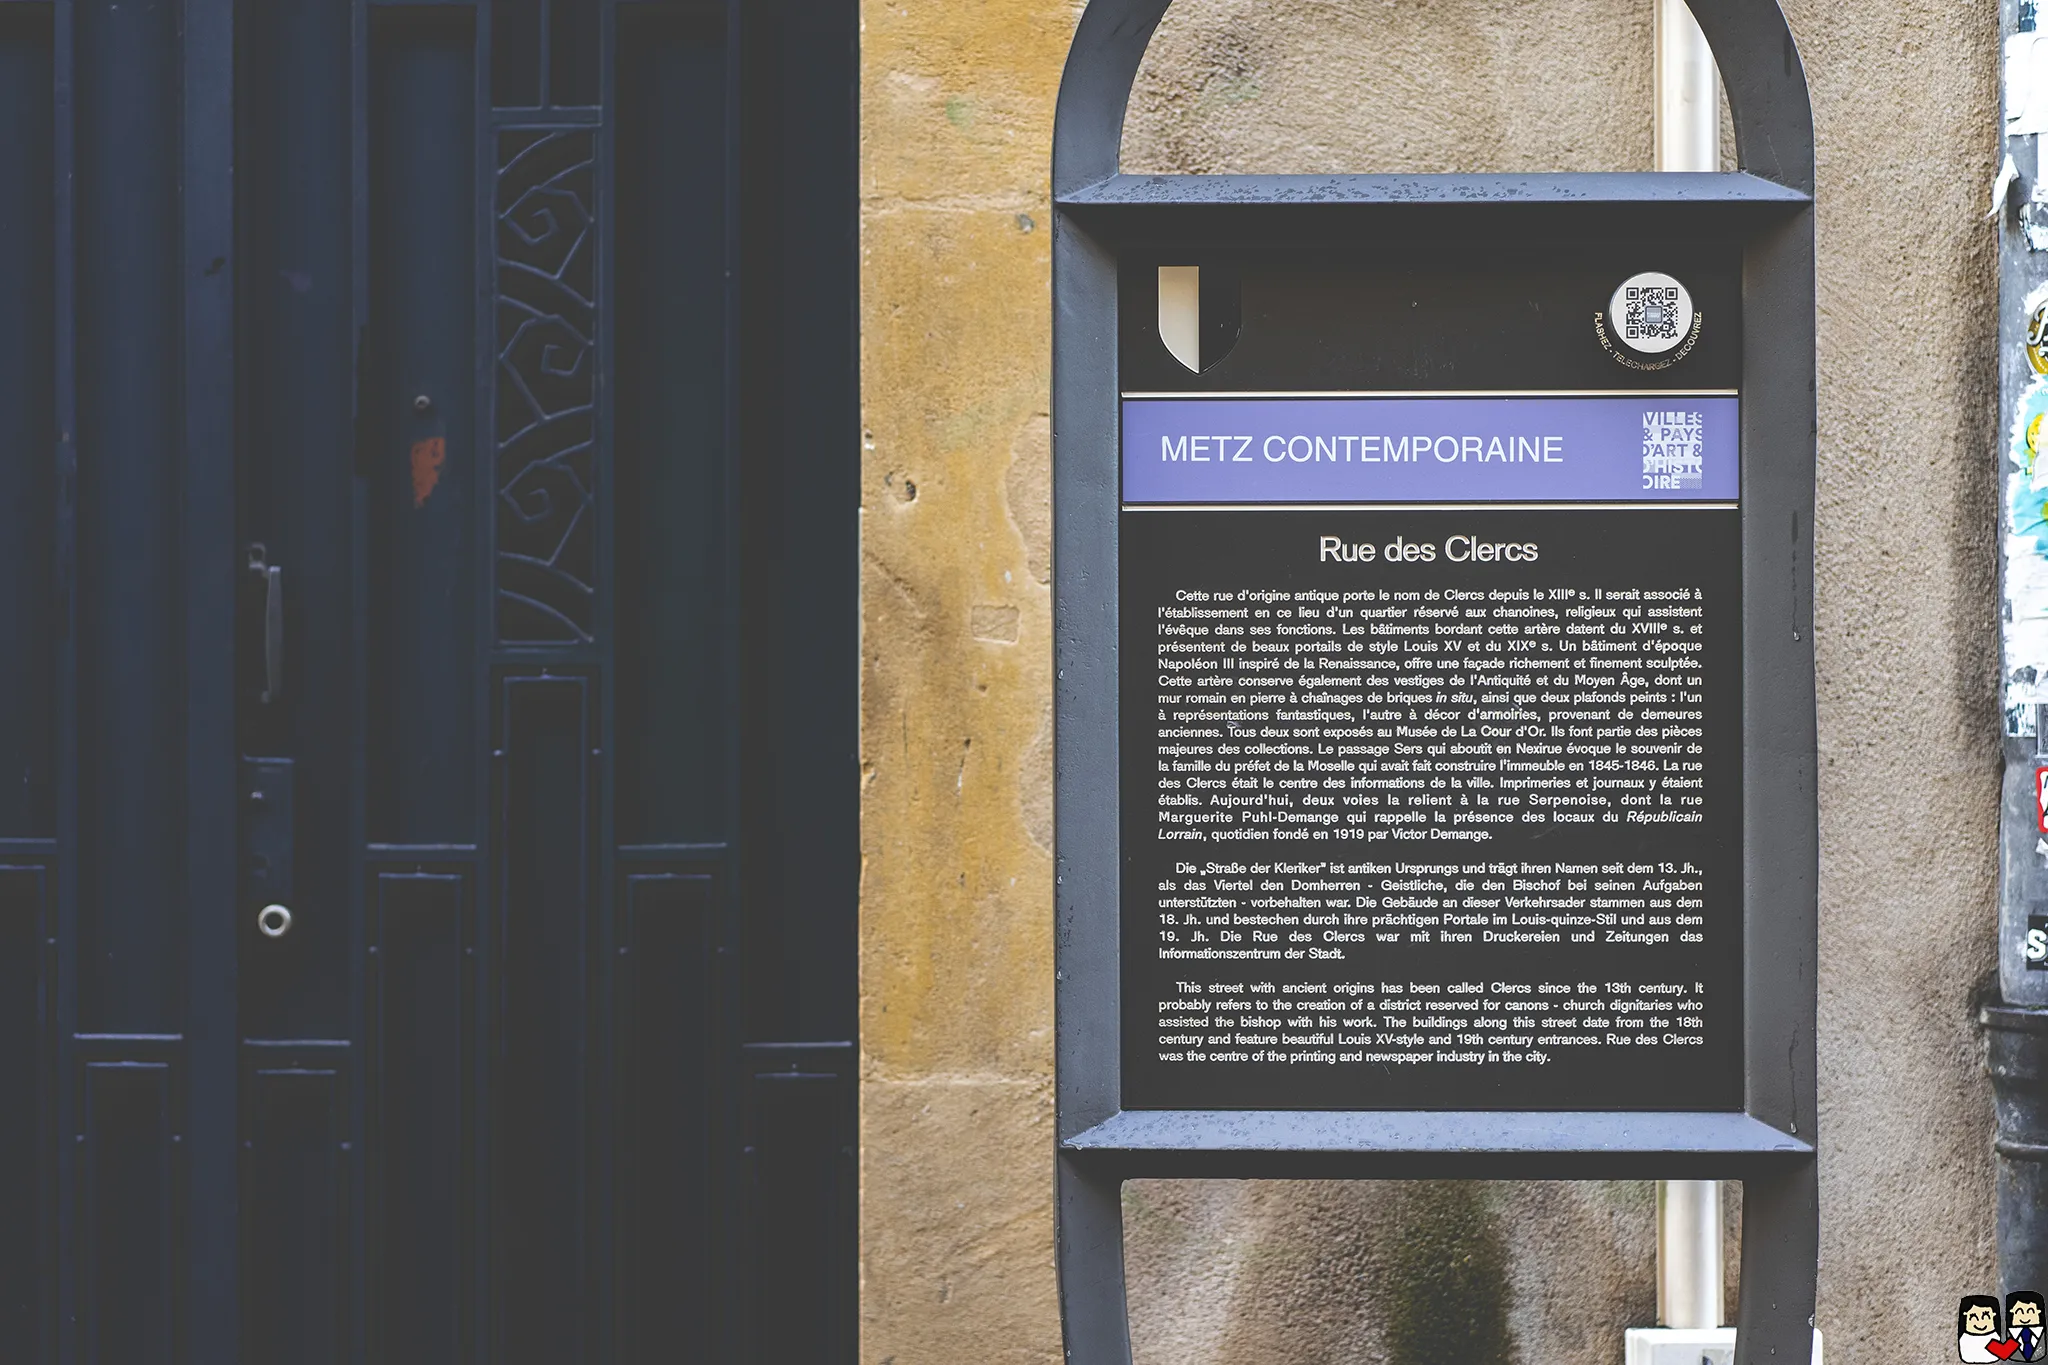 FLASHEZ - TÉLÉCHARGEZ - DÉCOUVREZ
METZ CONTEMPORAINE
VILLES
& PAYS
D'ART &
D'HISTO
OIRE
Rue des Clercs
Cette rue d'origine antique porte le nom de Clercs depuis le XIIIe s. Il serait associé à
l'établissement en ce lieu d'un quartier réservé aux chanoines, religieux qui assistent
l'évêque dans ses fonctions. Les bâtiments bordant cette artère datent du XVIIIe s. et
présentent de beaux portails de style Louis XV et du XIXe s. Un bâtiment d'époque
Napoléon III inspiré de la Renaissance, offre une façade richement et finement sculptée.
Cette artère conserve également des vestiges de l'Antiquité et du Moyen Âge, dont un
mur romain en pierre à chaînages de briques in situ, ainsi que deux plafonds peints : l'un
à représentations fantastiques, l'autre à décor d'armoiries, provenant de demeures
anciennes. Tous deux sont exposés au Musée de La Cour d'Or. Ils font partie des pièces
majeures des collections. Le passage Sers qui aboutit en Nexirue évoque le souvenir de
la famille du préfet de la Moselle qui avait fait construire l'immeuble en 1845-1846. La rue
des Clercs était le centre des informations de la ville. Imprimeries et journaux y étaient
établis. Aujourd'hui, deux voies la relient à la rue Serpenoise, dont la rue
Marguerite Puhl-Demange qui rappelle la présence des locaux du Républicain
Lorrain, quotidien fondé en 1919 par Victor Demange.
Die „Straße der Kleriker" ist antiken Ursprungs und trägt ihren Namen seit dem 13. Jh.,
als das Viertel den Domherren - Geistliche, die den Bischof bei seinen Aufgaben
unterstützten - vorbehalten war. Die Gebäude an dieser Verkehrsader stammen aus dem
18. Jh. und bestechen durch ihre prächtigen Portale im Louis-quinze-Stil und aus dem
19. Jh. Die Rue des Clercs war mit ihren Druckereien und Zeitungen das
Informationszentrum der Stadt.
This street with ancient origins has been called Clercs since the 13th century. It
probably refers to the creation of a district reserved for canons - church dignitaries who
assisted the bishop with his work. The buildings along this street date from the 18th
century and feature beautiful Louis XV-style and 19th century entrances. Rue des Clercs
was the centre of the printing and newspaper industry in the city.